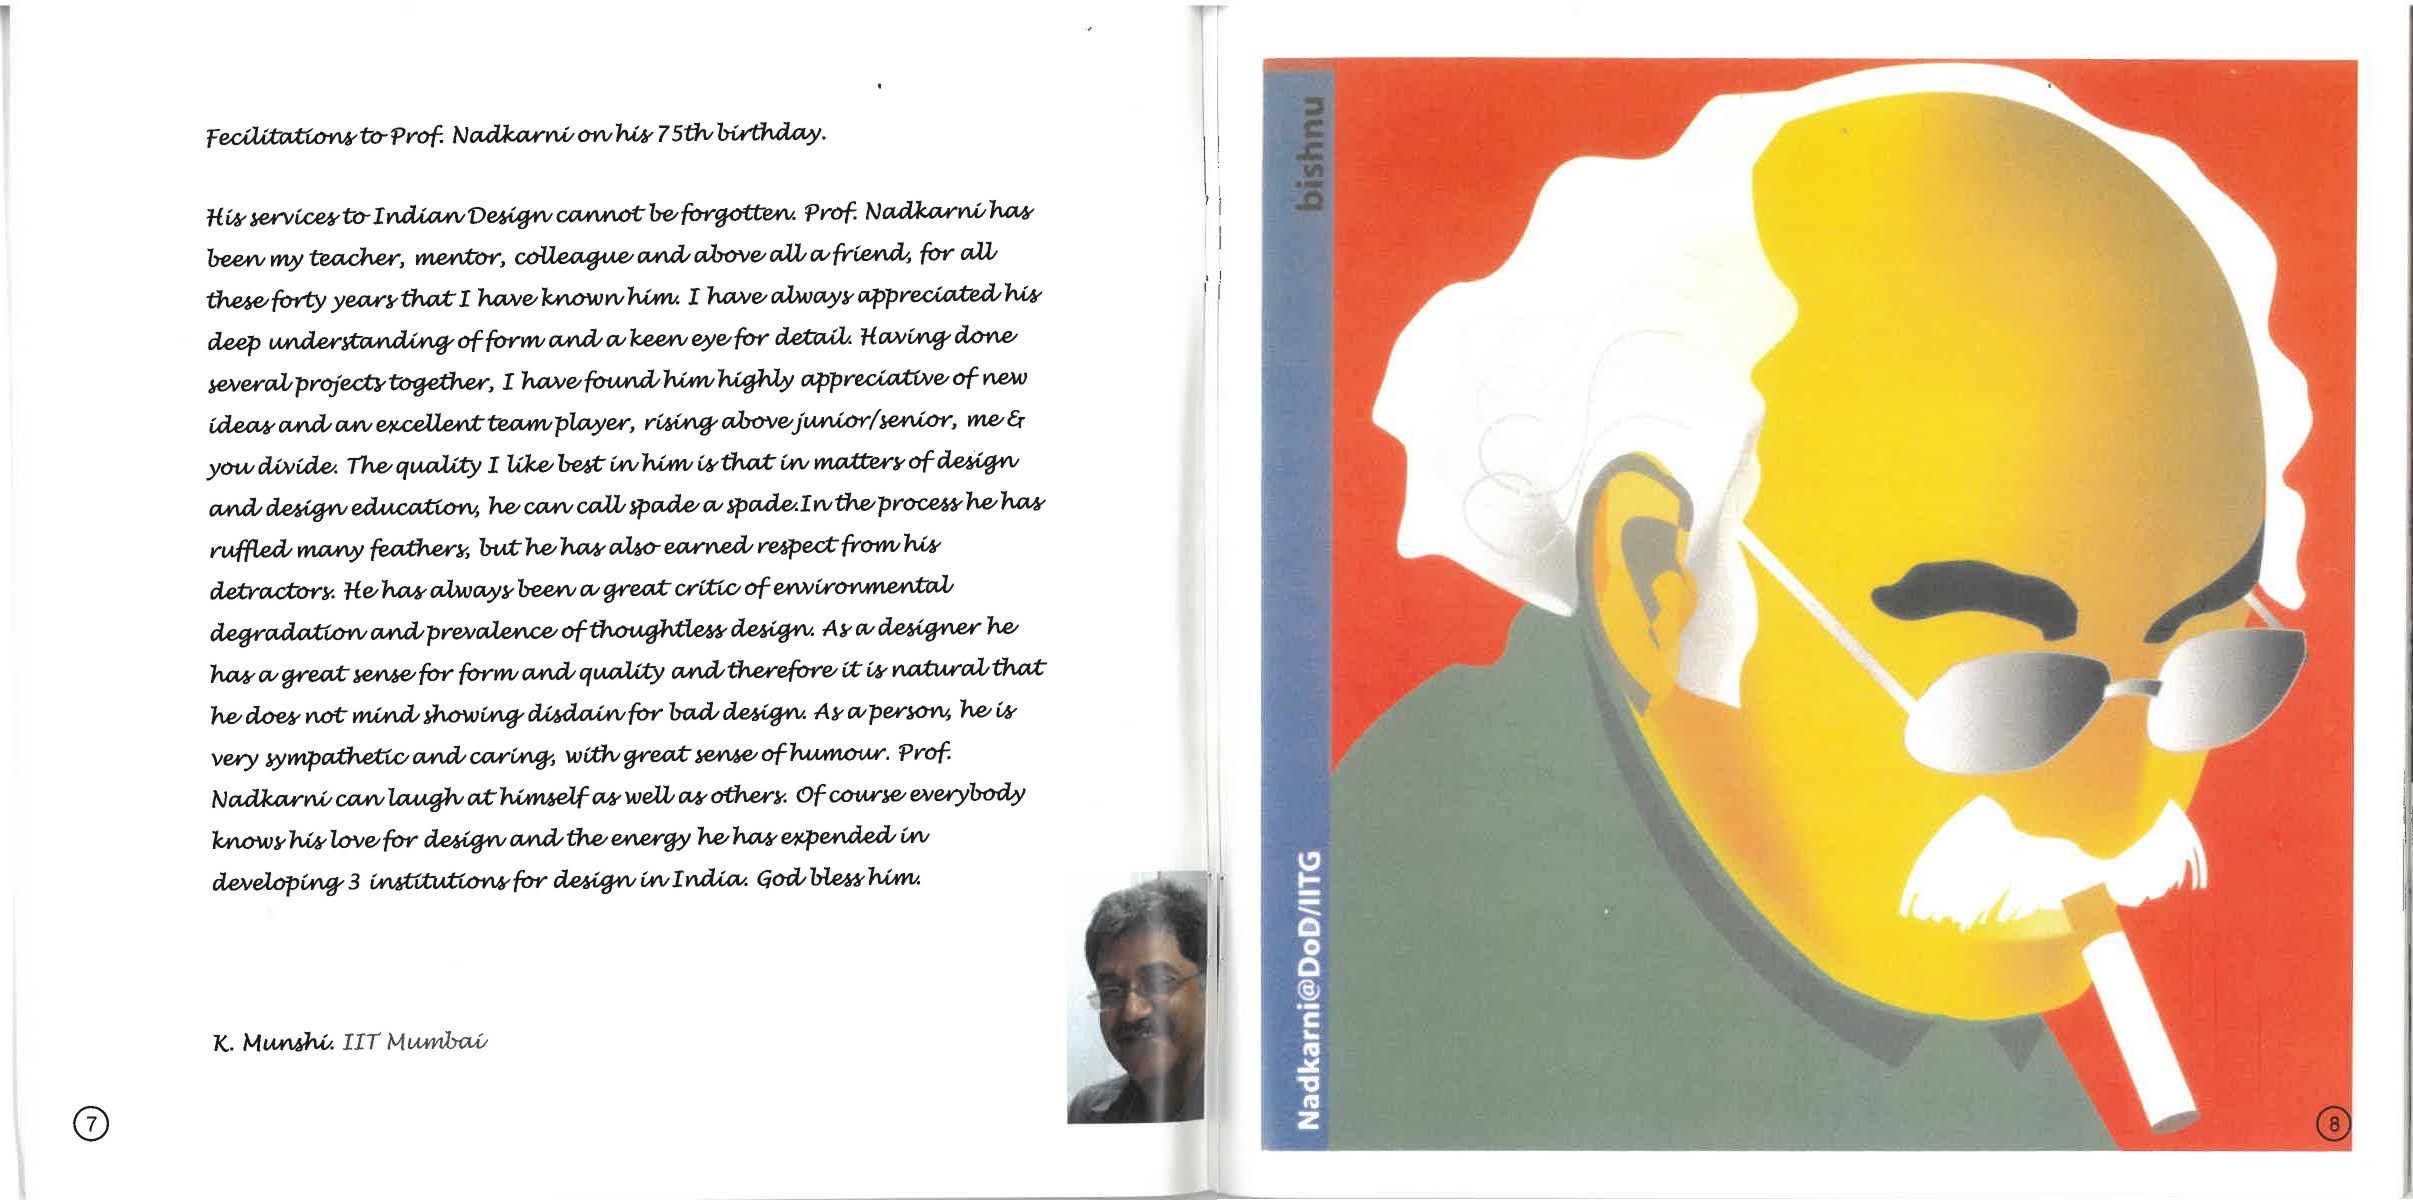 Fecilitations to Prof. Nadkarni on his 75th birthday.
His services to Indian Design cannot be forgotten. Prof. Nadkarni has
been my teacher, mentor, colleague and above all a friend, for all
these forty years that I have known him. I have always appreciated his
deep understanding of form and a keen eye for detail. Having done
several projects together, I have found him highly appreciative of new
ideas and an excellent team player, rising above junior/senior, me &
you divide. The quality I like best in him is that in matters of design
and design education, he can call spade a spade.In the process he has
ruffled many feathers, but he has also earned respect from his
detractors. He has always been a great critic of environmental
degradation and prevalence of thoughtless design. As a designer he
has a great sense for form and quality and therefore it is natural that
he does not mind showing disdain for bad design. As a person, he is
very sympathetic and caring, with great sense of humour. Prof.
Nadkarni can laugh at himself as well as others. Of course everybody
knows his love for design and the energy he has expended in
developing 3 institutions for design in India. God bless him.
K. Munshi. IIT Mumbai
7
bishnu
Nadkarni@DoD/IITG
8